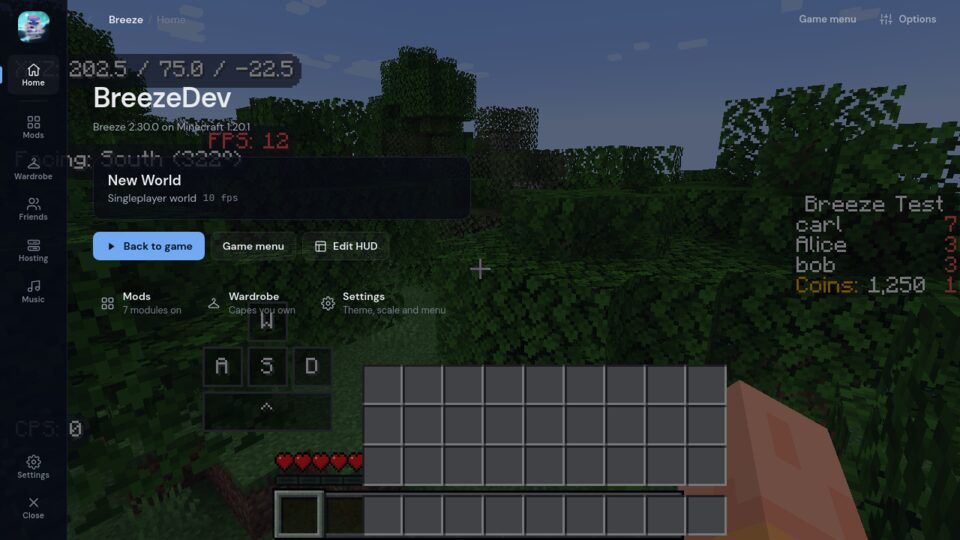 Breeze / Home
Game menu
Options
XYZ: 202.5 / 75.0 / -22.5
Home
BreezeDev
Breeze 2.30.0 on Minecraft 1.20.1
FPS: 12
Mods
Facing: South (322°)
Wardrobe
New World
Singleplayer world 10 fps
Friends
Breeze Test
carl 7
Alice 3
bob 3
Coins: 1,250 1
Hosting
Back to game
Game menu
Edit HUD
Music
Mods
7 modules on
Wardrobe
Capes you own
Settings
Theme, scale and menu
W
A S D
^
CPS: 0
Settings
Close